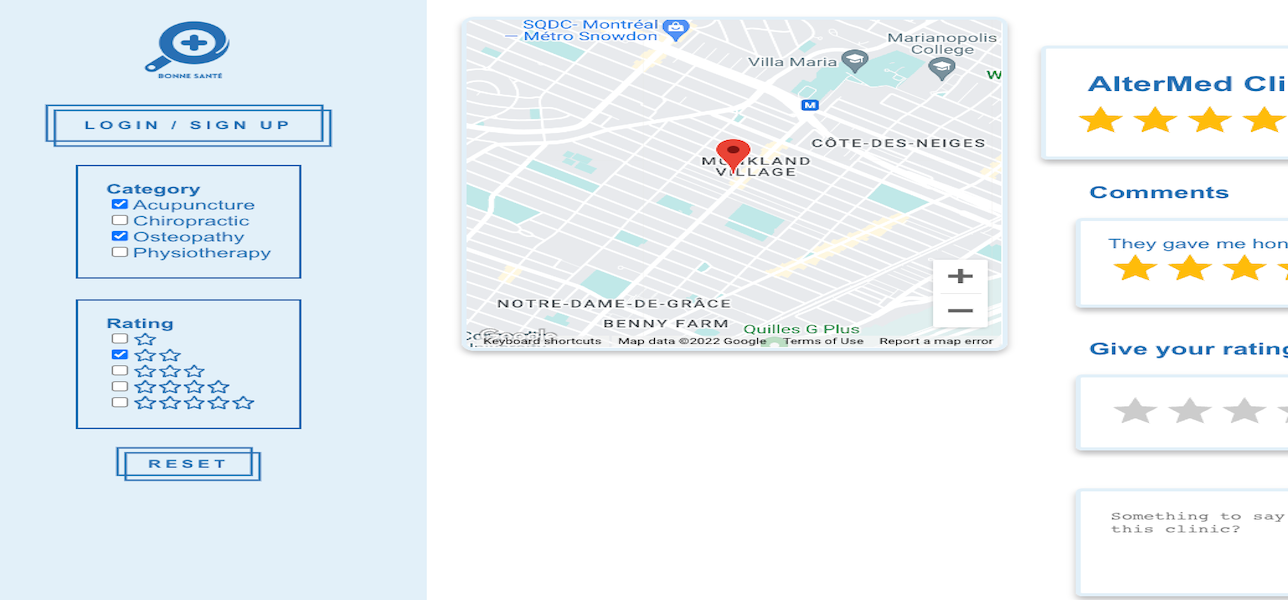 BONNE SANTÉ
LOGIN / SIGN UP
Category
Acupuncture
Chiropractic
Osteopathy
Physiotherapy
Rating
RESET
SQDC- Montréal
– Métro Snowdon
Marianopolis
College
Villa Maria
W
M
CÔTE-DES-NEIGES
MONKLAND
VILLAGE
NOTRE-DAME-DE-GRÂCE
BENNY FARM
Quilles G Plus
Google
Keyboard shortcuts
Map data ©2022 Google
Terms of Use
Report a map error
AlterMed Cli
Comments
They gave me hon
Give your rating
Something to say
this clinic?